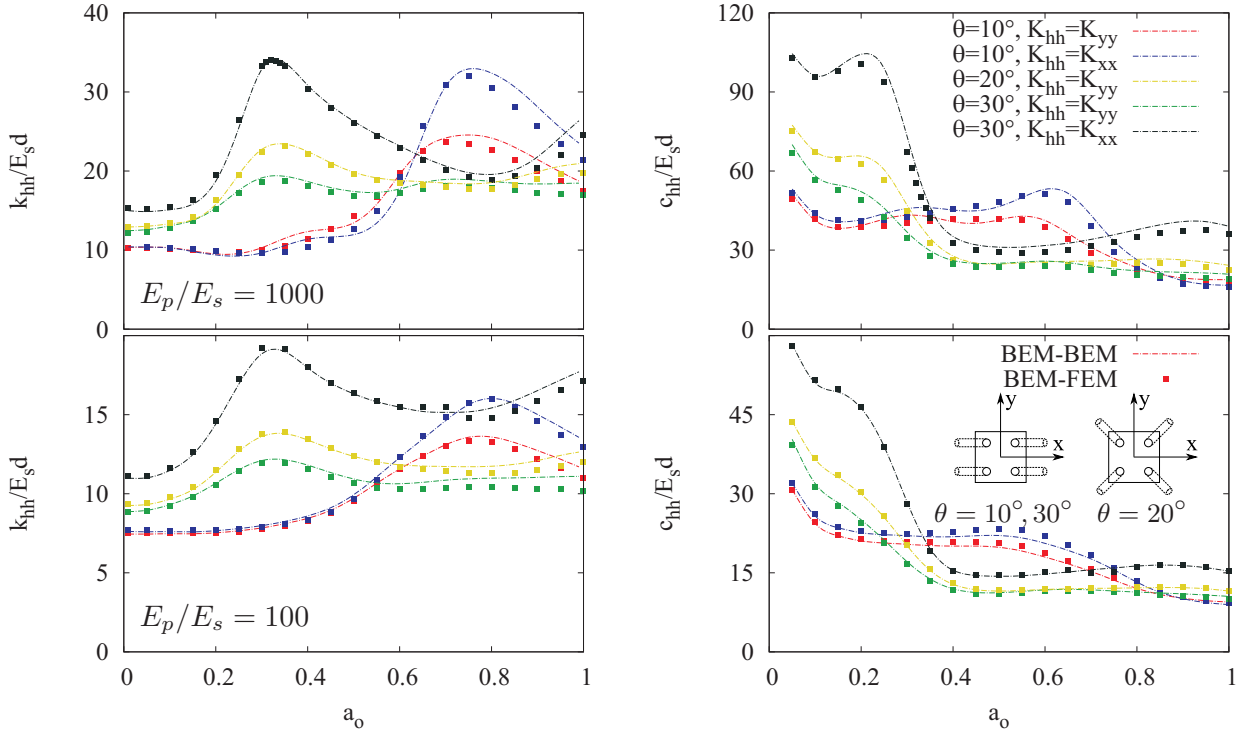 40
30
20
10
0
k_hh/E_s d
E_p/E_s = 1000
120
90
60
30
0
c_hh/E_s d
θ=10°, K_hh=K_yy
θ=10°, K_hh=K_xx
θ=20°, K_hh=K_yy
θ=30°, K_hh=K_yy
θ=30°, K_hh=K_xx
15
10
5
0
k_hh/E_s d
E_p/E_s = 100
0 0.2 0.4 0.6 0.8 1
a_o
45
30
15
0
c_hh/E_s d
BEM-BEM
BEM-FEM
y y
x x
θ = 10°, 30° θ = 20°
0 0.2 0.4 0.6 0.8 1
a_o